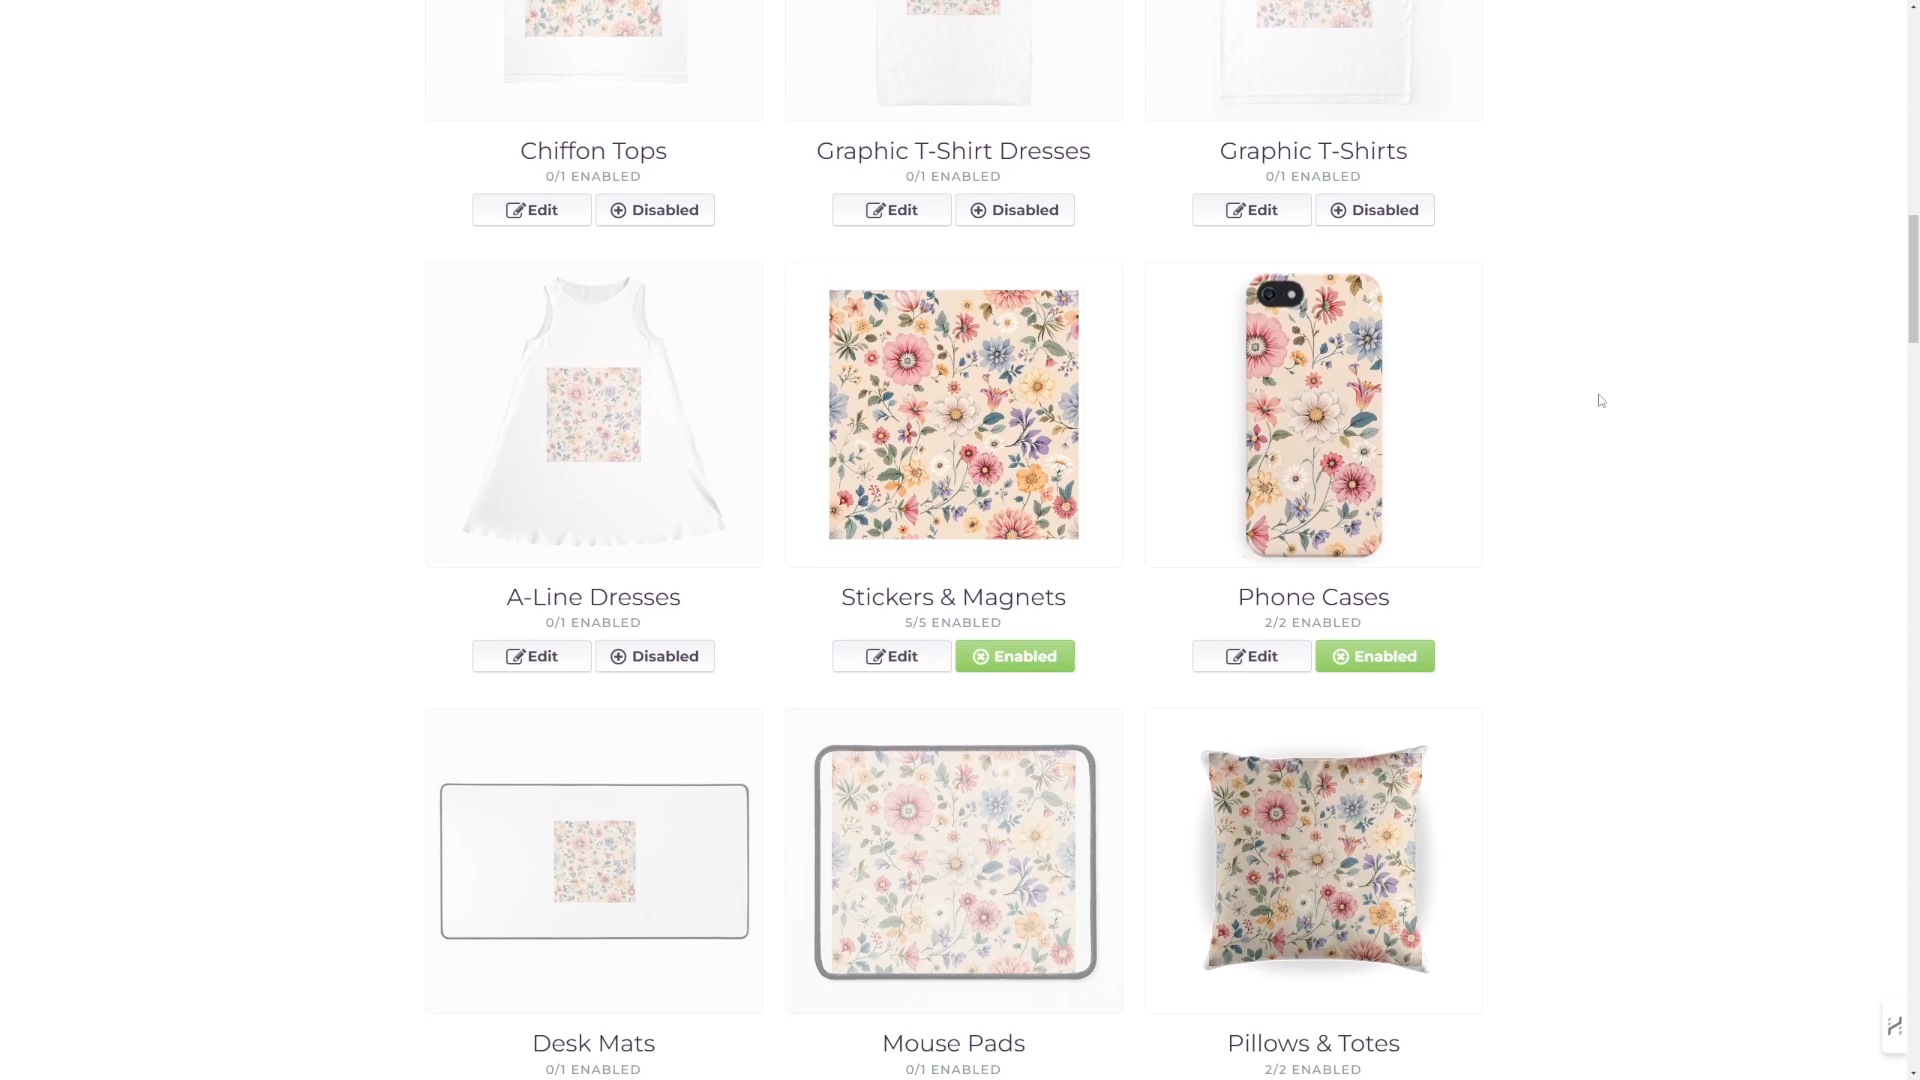 Chiffon Tops
0/1 ENABLED
Edit
Disabled
Graphic T-Shirt Dresses
0/1 ENABLED
Edit
Disabled
Graphic T-Shirts
0/1 ENABLED
Edit
Disabled
A-Line Dresses
0/1 ENABLED
Edit
Disabled
Stickers & Magnets
5/5 ENABLED
Edit
Enabled
Phone Cases
2/2 ENABLED
Edit
Enabled
Desk Mats
0/1 ENABLED
Mouse Pads
0/1 ENABLED
Pillows & Totes
2/2 ENABLED